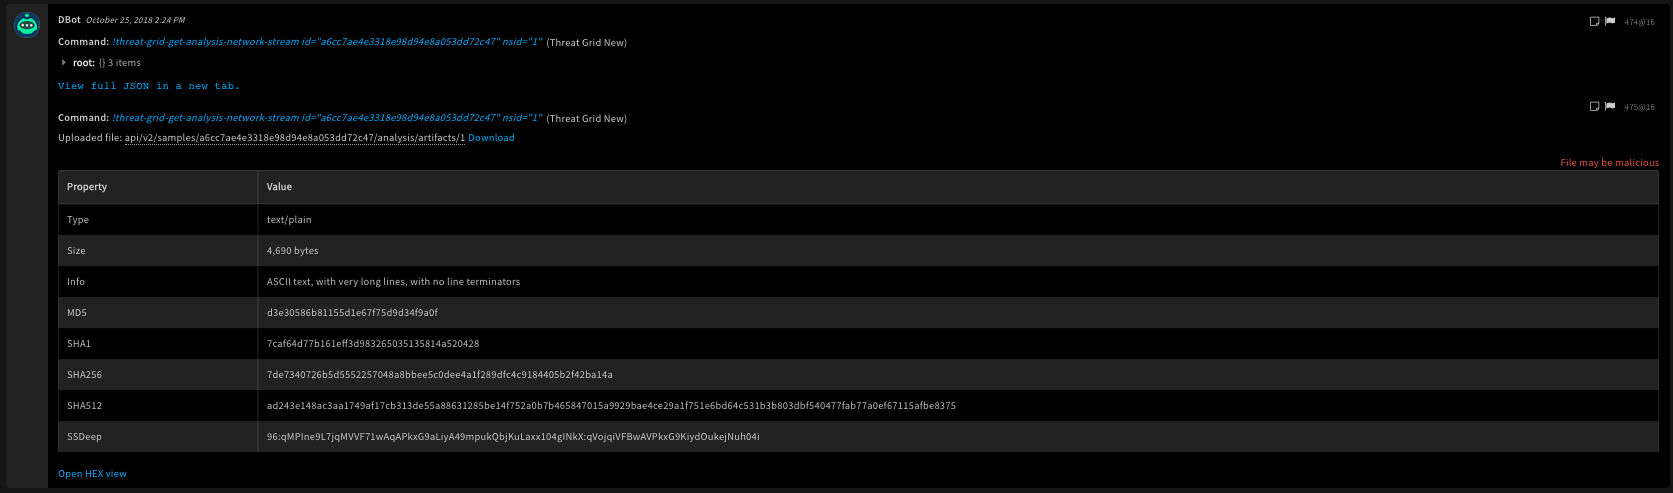 DBot October 25, 2018 2:24 PM
474@16
Command: !threat-grid-get-analysis-network-stream id="a6cc7ae4e3318e98d94e8a053dd72c47" nsid="1" (Threat Grid New)
root: {} 3 items
View full JSON in a new tab.
475@16
Command: !threat-grid-get-analysis-network-stream id="a6cc7ae4e3318e98d94e8a053dd72c47" nsid="1" (Threat Grid New)
Uploaded file: api/v2/samples/a6cc7ae4e3318e98d94e8a053dd72c47/analysis/artifacts/1 Download
File may be malicious
Property Value
Type text/plain
Size 4,690 bytes
Info ASCII text, with very long lines, with no line terminators
MD5 d3e30586b81155d1e67f75d9d34f9a0f
SHA1 7caf64d77b161eff3d983265035135814a520428
SHA256 7de7340726b5d5552257048a8bbee5c0dee4a1f289dfc4c9184405b2f42ba14a
SHA512 ad243e148ac3aa1749af17cb313de55a88631285be14f752a0b7b465847015a9929bae4ce29a1f751e6bd64c531b3b803dbf540477fab77a0ef67115afbe8375
SSDeep 96:qMPIne9L7jqMVVF71wAqAPkxG9aLiyA49mpukQbjKuLaxx104gINkX:qVojqiVFBwAVPkxG9KiydOukejNuh04i
Open HEX view